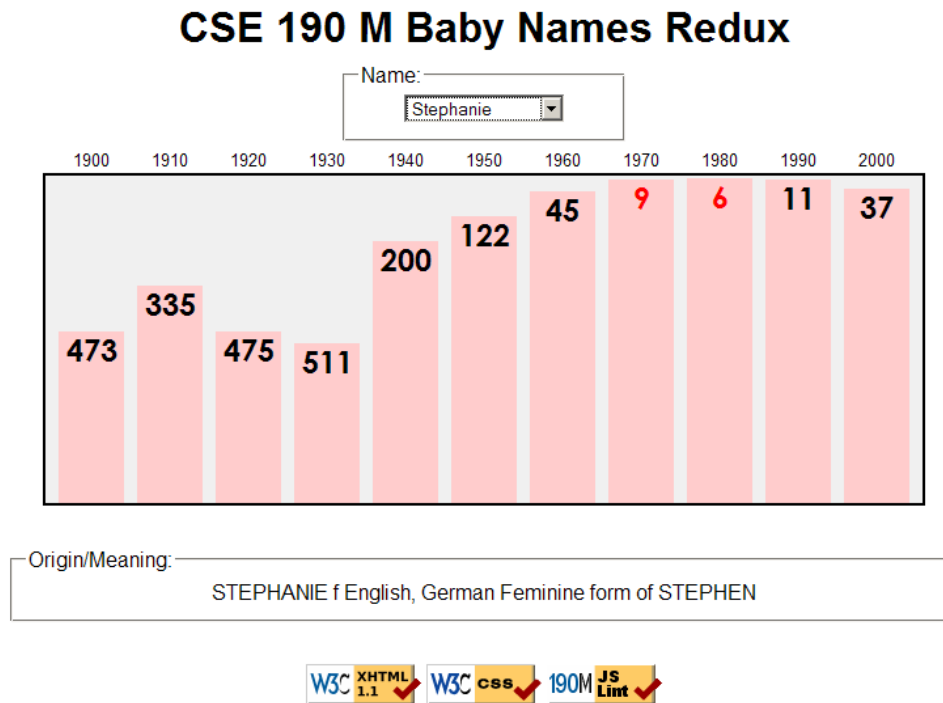 CSE 190 M Baby Names Redux
Name:
Stephanie
1900 1910 1920 1930 1940 1950 1960 1970 1980 1990 2000
473 335 475 511 200 122 45 9 6 11 37
Origin/Meaning:
STEPHANIE f English, German Feminine form of STEPHEN
W3C XHTML 1.1 W3C css 190M JS Lint